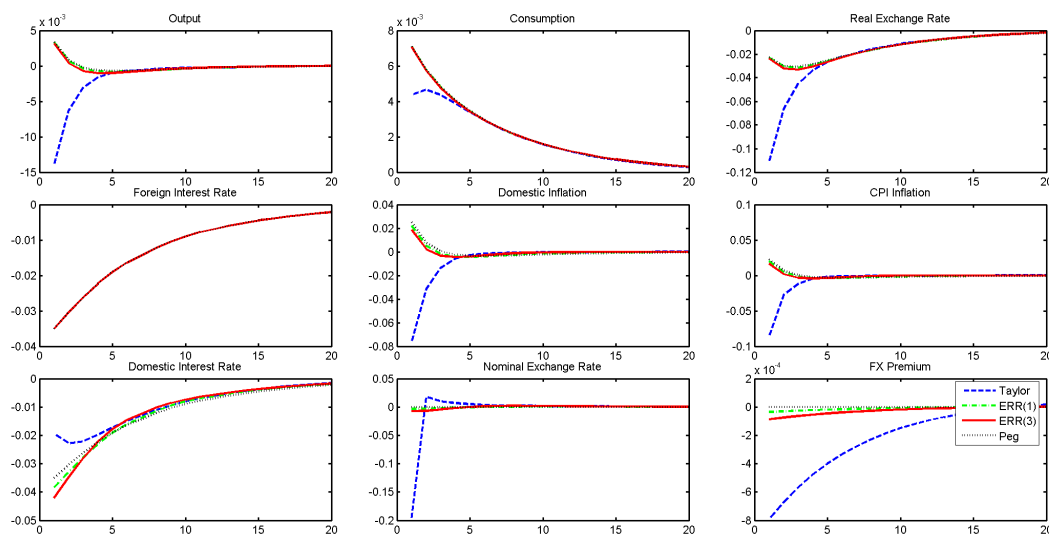 Output
Consumption
Real Exchange Rate
x 10⁻³
5
0
-5
-10
-15
0 5 10 15 20
x 10⁻³
8
6
4
2
0
0 5 10 15 20
0
-0.02
-0.04
-0.06
-0.08
-0.1
-0.12
0 5 10 15 20
Foreign Interest Rate
Domestic Inflation
CPI Inflation
0
-0.01
-0.02
-0.03
-0.04
0 5 10 15 20
0.04
0.02
0
-0.02
-0.04
-0.06
-0.08
0 5 10 15 20
0.1
0.05
0
-0.05
-0.1
0 5 10 15 20
Domestic Interest Rate
Nominal Exchange Rate
FX Premium
0
-0.01
-0.02
-0.03
-0.04
-0.05
0 5 10 15 20
0.05
0
-0.05
-0.1
-0.15
-0.2
0 5 10 15 20
x 10⁻⁴
2
0
-2
-4
-6
-8
0 5 10 15 20
Taylor
ERR(1)
ERR(3)
Peg